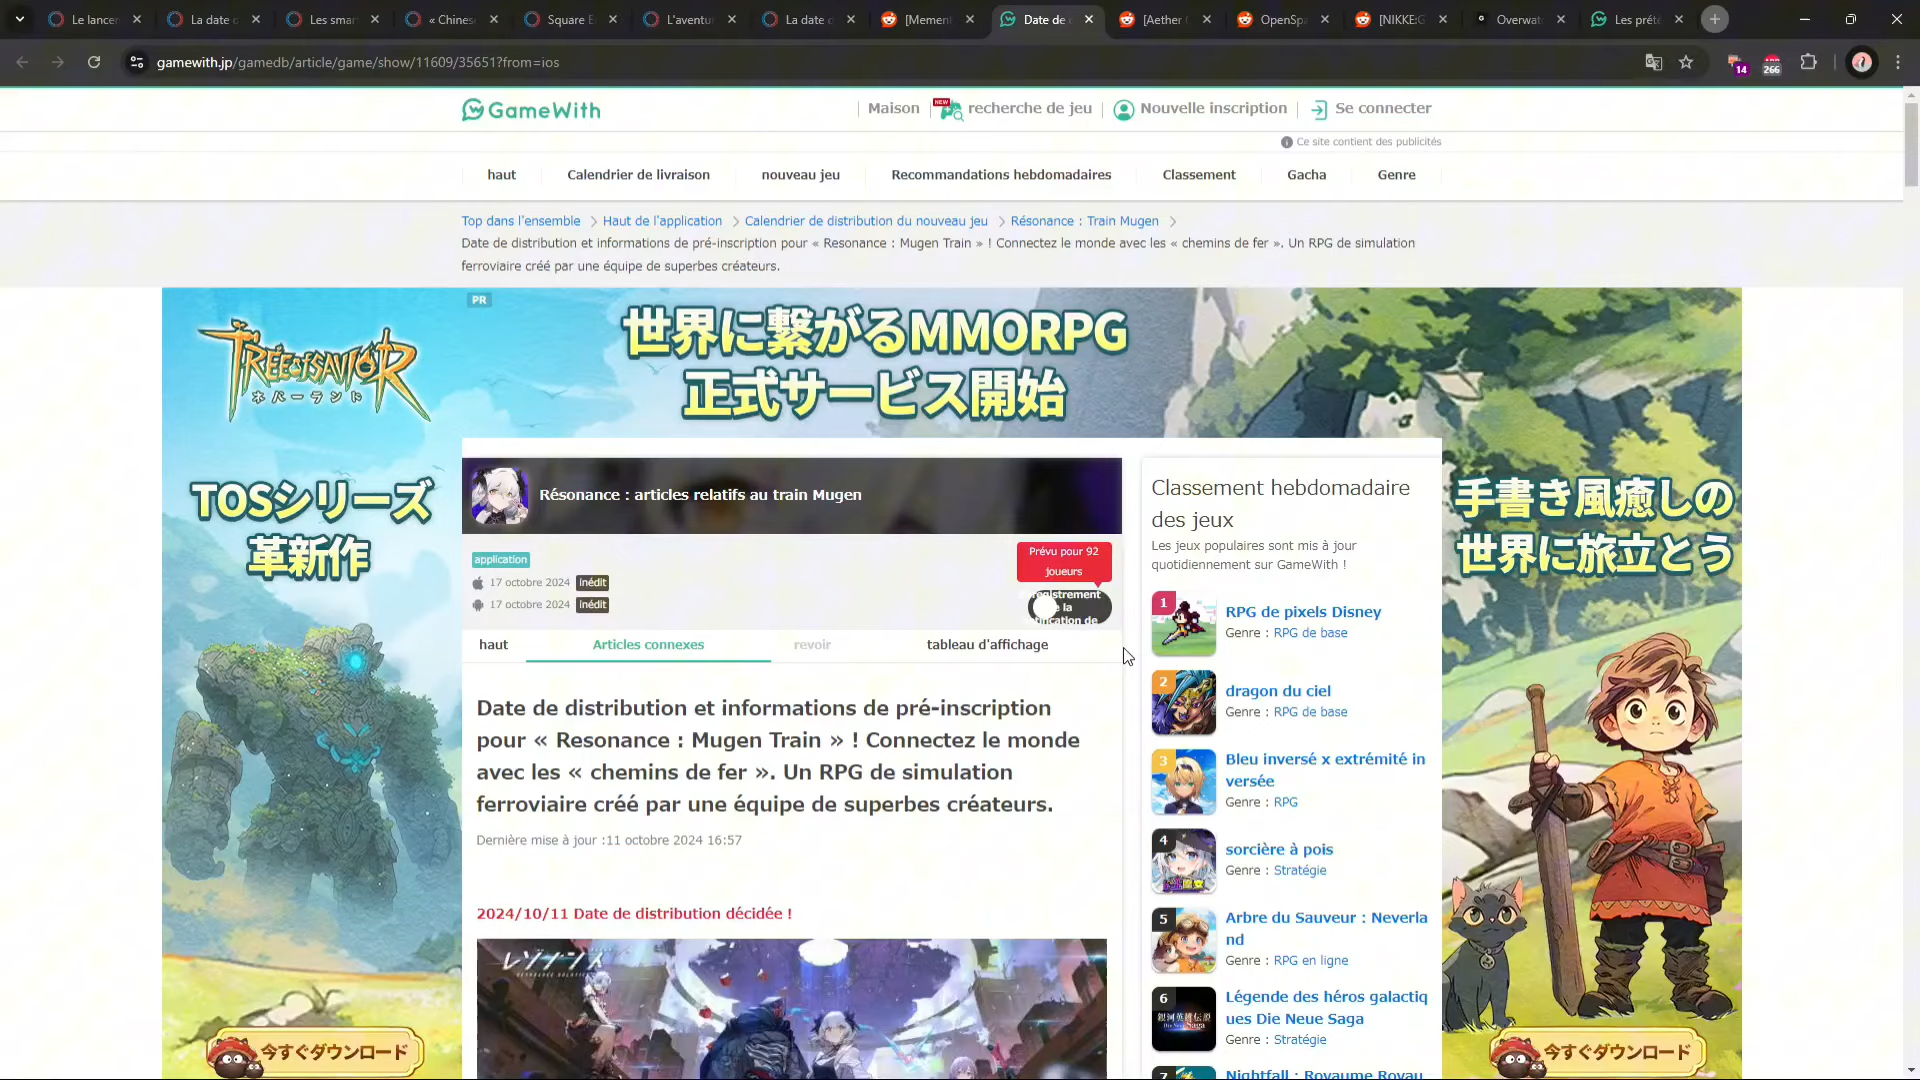 Le lancer
La date d
Les smar
« Chines
Square E
L'aventu
La date d
[Mement
Date de
[Aether
OpenSpa
[NIKKE:G
Overwat
Les préte
gamewith.jp/gamedb/article/game/show/11609/35651?from=ios
14
266
GameWith
Maison
NEW
recherche de jeu
Nouvelle inscription
Se connecter
Ce site contient des publicités
haut
Calendrier de livraison
nouveau jeu
Recommandations hebdomadaires
Classement
Gacha
Genre
Top dans l'ensemble
Haut de l'application
Calendrier de distribution du nouveau jeu
Résonance : Train Mugen
Date de distribution et informations de pré-inscription pour « Resonance : Mugen Train » ! Connectez le monde avec les « chemins de fer ». Un RPG de simulation
ferroviaire créé par une équipe de superbes créateurs.
PR
世界に繋がるMMORPG
正式サービス開始
TREE OF SAVIOR
ネバーランド
TOSシリーズ
革新作
今すぐダウンロード
Résonance : articles relatifs au train Mugen
application
17 octobre 2024 inédit
17 octobre 2024 inédit
Prévu pour 92
joueurs
haut
Articles connexes
revoir
tableau d'affichage
Date de distribution et informations de pré-inscription
pour « Resonance : Mugen Train » ! Connectez le monde
avec les « chemins de fer ». Un RPG de simulation
ferroviaire créé par une équipe de superbes créateurs.
Dernière mise à jour :11 octobre 2024 16:57
2024/10/11 Date de distribution décidée !
レゾナンス
Classement hebdomadaire
des jeux
Les jeux populaires sont mis à jour
quotidiennement sur GameWith !
1
RPG de pixels Disney
Genre : RPG de base
2
dragon du ciel
Genre : RPG de base
3
Bleu inversé x extrémité in
versée
Genre : RPG
4
sorcière à pois
Genre : Stratégie
5
Arbre du Sauveur : Neverla
nd
Genre : RPG en ligne
6
Légende des héros galactiq
ues Die Neue Saga
Genre : Stratégie
7
Nightfall : Royaume Royau
手書き風癒しの
世界に旅立とう
今すぐダウンロード